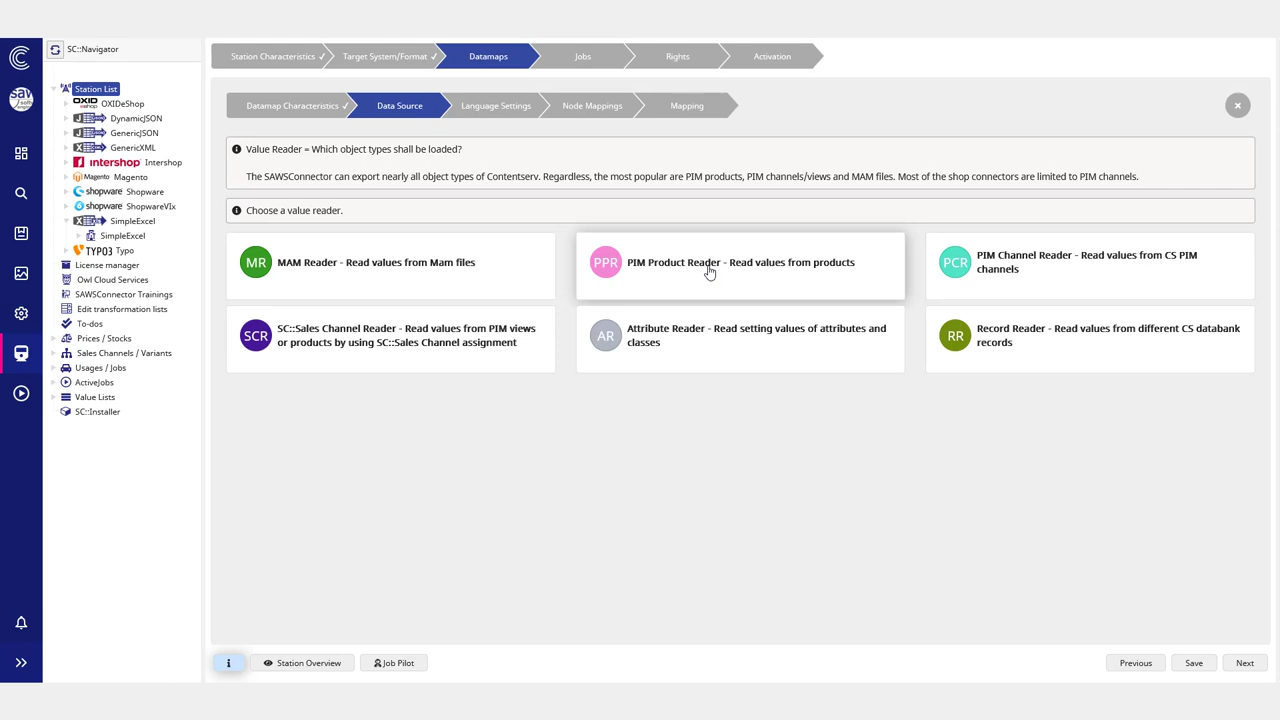 SC::Navigator
Station Characteristics ✓
Target System/Format ✓
Datamaps
Jobs
Rights
Activation
Station List
OXID eshop OXIDeShop
J DynamicJSON
J GenericJSON
X GenericXML
intershop Intershop
Magento Magento
shopware Shopware
shopware ShopwareVIx
X SimpleExcel
SimpleExcel
TYPO3 Typo
License manager
Owl Cloud Services
SAWSConnector Trainings
Edit transformation lists
To-dos
Prices / Stocks
Sales Channels / Variants
Usages / Jobs
ActiveJobs
Value Lists
SC::Installer
Datamap Characteristics ✓
Data Source
Language Settings
Node Mappings
Mapping
Value Reader = Which object types shall be loaded?
The SAWSConnector can export nearly all object types of Contentserv. Regardless, the most popular are PIM products, PIM channels/views and MAM files. Most of the shop connectors are limited to PIM channels.
Choose a value reader.
MR MAM Reader - Read values from Mam files
PPR PIM Product Reader - Read values from products
PCR PIM Channel Reader - Read values from CS PIM
channels
SCR SC::Sales Channel Reader - Read values from PIM views
or products by using SC::Sales Channel assignment
AR Attribute Reader - Read setting values of attributes and
classes
RR Record Reader - Read values from different CS databank
records
i
Station Overview
Job Pilot
Previous
Save
Next